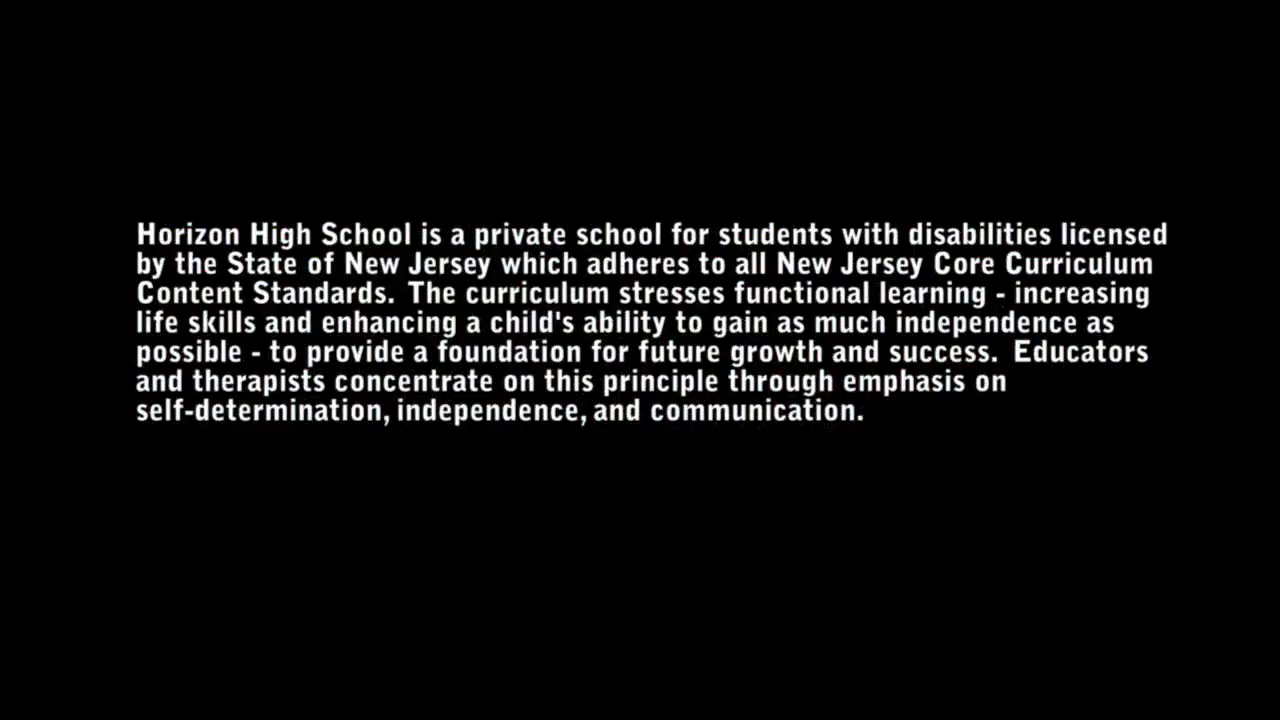 Horizon High School is a private school for students with disabilities licensed
by the State of New Jersey which adheres to all New Jersey Core Curriculum
Content Standards.  The curriculum stresses functional learning - increasing
life skills and enhancing a child's ability to gain as much independence as
possible - to provide a foundation for future growth and success.  Educators
and therapists concentrate on this principle through emphasis on
self-determination, independence, and communication.